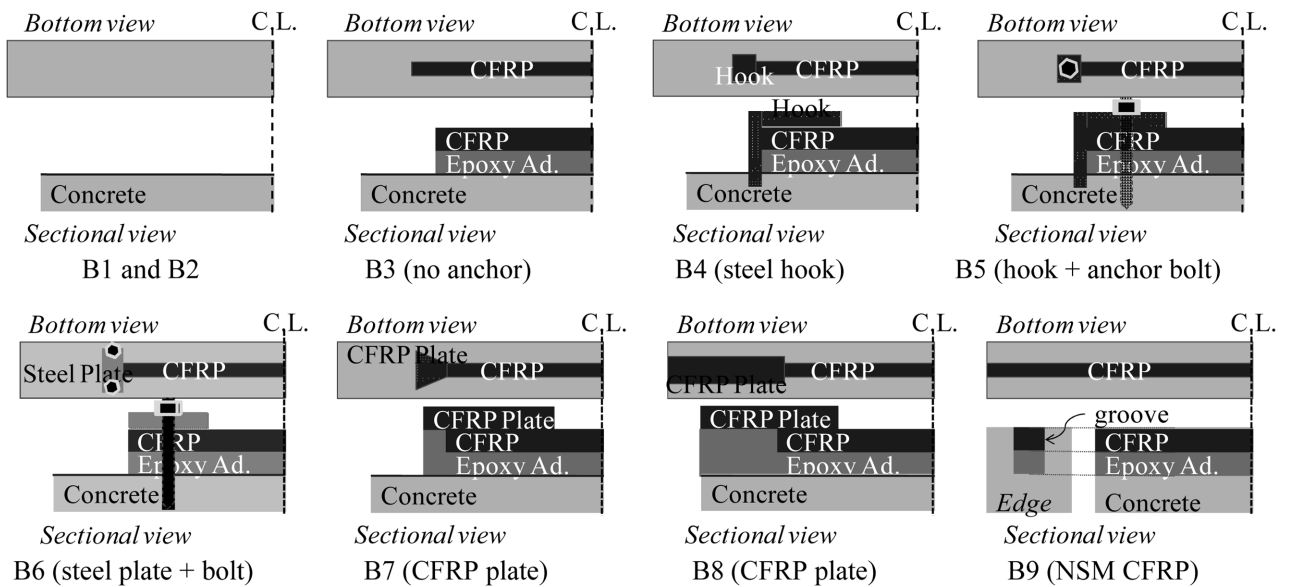 Bottom view C.L.
Concrete
Sectional view
B1 and B2
Bottom view C.L.
CFRP
CFRP
Epoxy Ad.
Concrete
Sectional view
B3 (no anchor)
Bottom view C.L.
Hook CFRP
Hook
CFRP
Epoxy Ad.
Concrete
Sectional view
B4 (steel hook)
Bottom view C.L.
CFRP
CFRP
Epoxy Ad.
Concrete
Sectional view
B5 (hook + anchor bolt)
Bottom view C.L.
Steel Plate CFRP
CFRP
Epoxy Ad.
Concrete
Sectional view
B6 (steel plate + bolt)
Bottom view C.L.
CFRP Plate
CFRP
CFRP Plate
CFRP
Epoxy Ad.
Concrete
Sectional view
B7 (CFRP plate)
Bottom view C.L.
CFRP
CFRP Plate
CFRP Plate
CFRP
Epoxy Ad.
Concrete
Sectional view
B8 (CFRP plate)
Bottom view C.L.
CFRP
groove
CFRP
Epoxy Ad.
Edge Concrete
Sectional view
B9 (NSM CFRP)